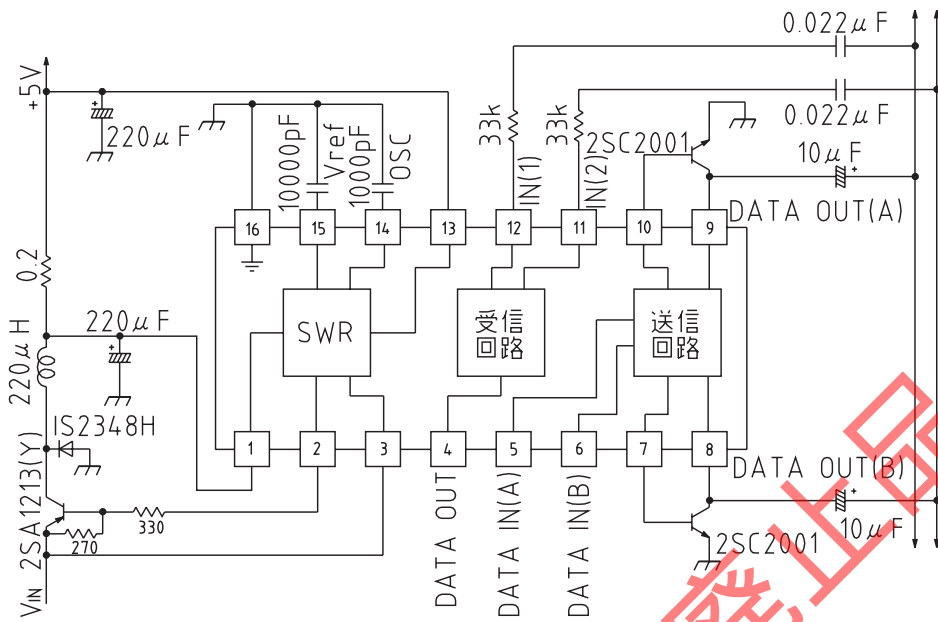 0.022μF
0.022μF
+5V
220μF
10000pF
Vref
1000pF
OSC
33k
IN(1)
33k
IN(2)
2SC2001
10μF
DATA OUT(A)
16
15
14
13
12
11
10
9
0.2
220μH
220μF
SWR
受信
回路
送信
回路
IS2348H
2SA1213(Y)
1
2
3
4
5
6
7
8
330
270
VIN
DATA OUT
DATA IN(A)
DATA IN(B)
DATA OUT(B)
10μF
2SC2001
廃止品